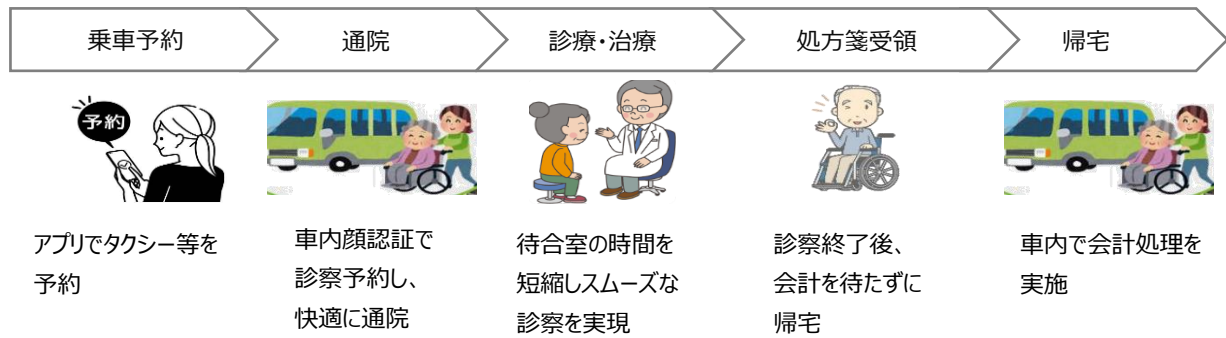 乗車予約
通院
診療・治療
処方箋受領
帰宅
予約
アプリでタクシー等を
予約
車内顔認証で
診察予約し、
快適に通院
待合室の時間を
短縮しスムーズな
診察を実現
診察終了後、
会計を待たずに
帰宅
車内で会計処理を
実施